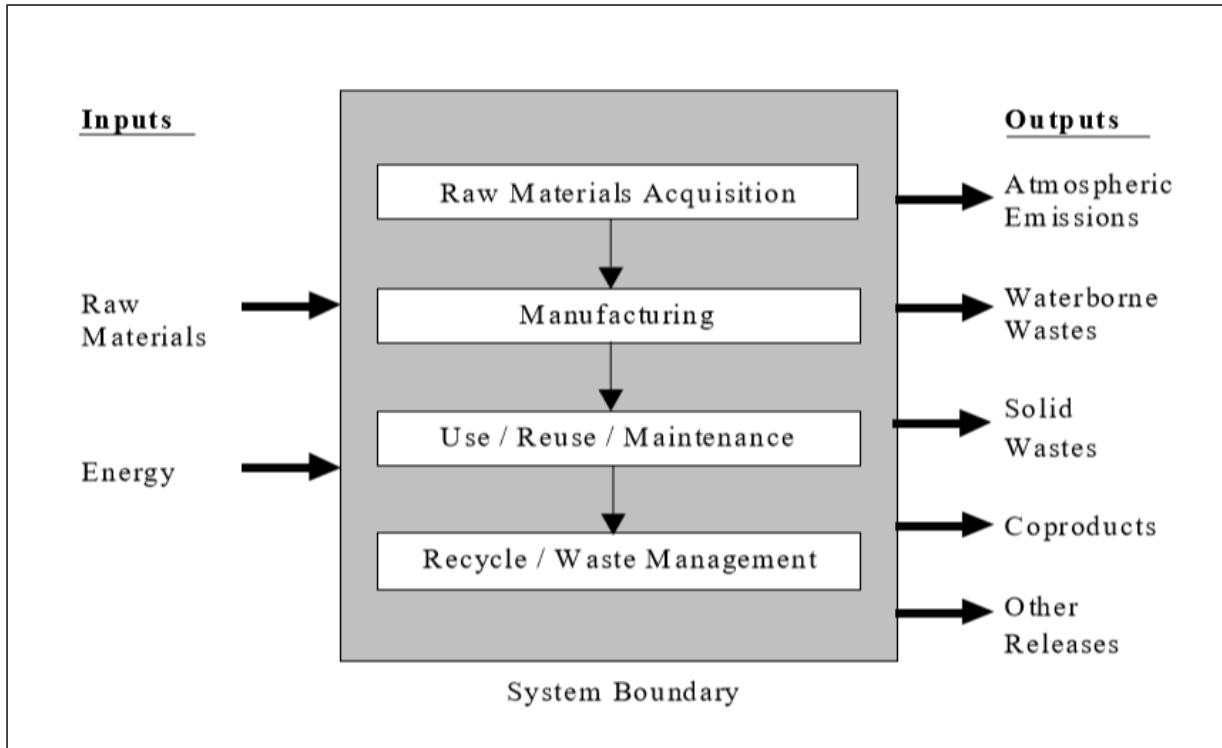 Inputs
Raw
Materials
Energy
Raw Materials Acquisition
Manufacturing
Use / Reuse / Maintenance
Recycle / Waste Management
System Boundary
Outputs
Atmospheric
Emissions
Waterborne
Wastes
Solid
Wastes
Coproducts
Other
Releases